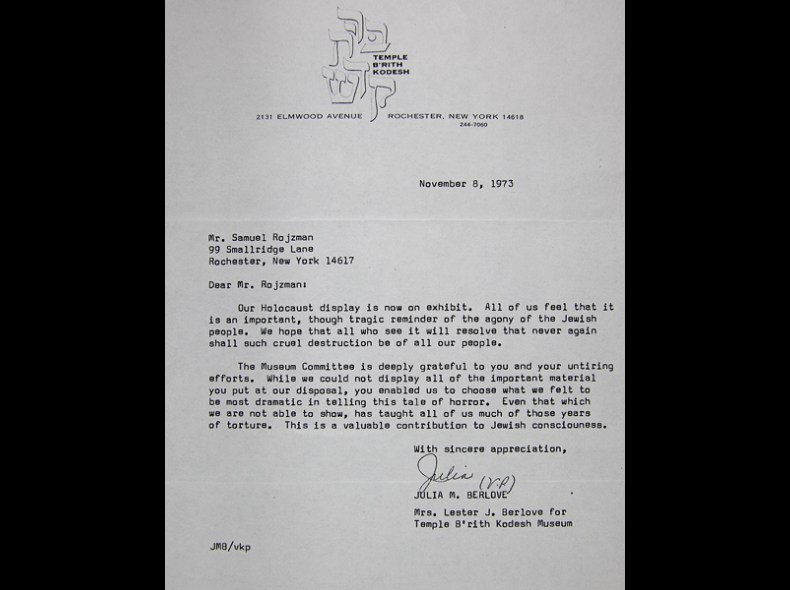 ברית
קדש
TEMPLE
B'RITH
KODESH
2131 ELMWOOD AVENUE ROCHESTER, NEW YORK 14618
244-7060
November 8, 1973
Mr. Samuel Rojzman
99 Smallridge Lane
Rochester, New York 14617
Dear Mr. Rojzman:
Our Holocaust display is now on exhibit. All of us feel that it
is an important, though tragic reminder of the agony of the Jewish
people. We hope that all who see it will resolve that never again
shall such cruel destruction be of all our people.
The Museum Committee is deeply grateful to you and your untiring
efforts. While we could not display all of the important material
you put at our disposal, you enabled us to choose what we felt to
be most dramatic in telling this tale of horror. Even that which
we are not able to show, has taught all of us much of those years
of torture. This is a valuable contribution to Jewish consciouness.
With sincere appreciation,
Julia (V.P)
JULIA M. BERLOVE
Mrs. Lester J. Berlove for
Temple B'rith Kodesh Museum
JMB/vkp